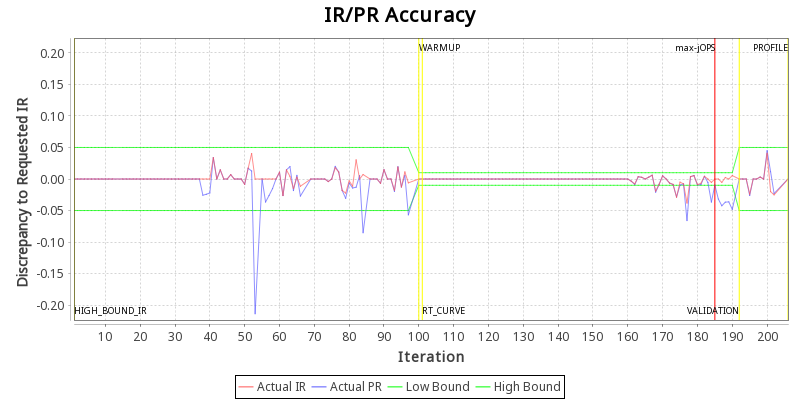 IR/PR Accuracy
Discrepancy to Requested IR
0.20
0.15
0.10
0.05
0.00
-0.05
-0.10
-0.15
-0.20
WARMUP
max-jOPS
PROFILE
HIGH_BOUND_IR
RT_CURVE
VALIDATION
10 20 30 40 50 60 70 80 90 100 110 120 130 140 150 160 170 180 190 200
Iteration
Actual IR Actual PR Low Bound High Bound